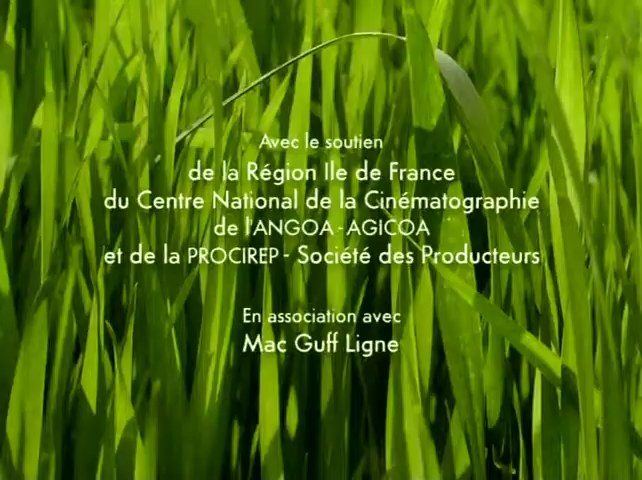 Avec le soutien
de la Région Ile de France
du Centre National de la Cinématographie
de l'ANGOA - AGICOA
et de la PROCIREP - Société des Producteurs
En association avec
Mac Guff Ligne